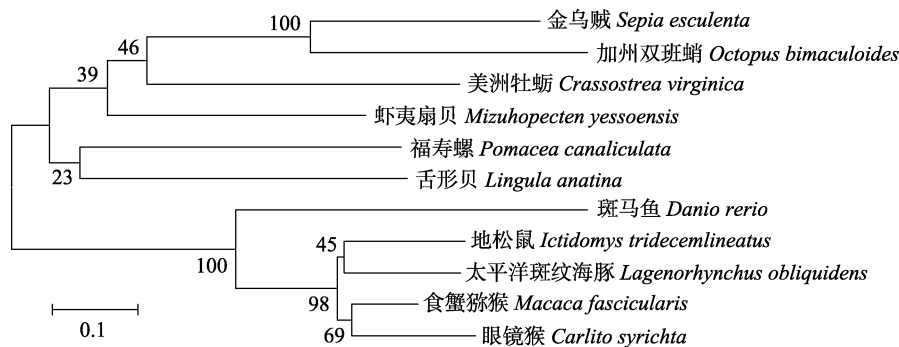 100
金乌贼 Sepia esculenta
46
加州双班蛸 Octopus bimaculoides
39
美洲牡蛎 Crassostrea virginica
虾夷扇贝 Mizuhopecten yessoensis
福寿螺 Pomacea canaliculata
23
舌形贝 Lingula anatina
斑马鱼 Danio rerio
45
地松鼠 Ictidomys tridecemlineatus
100
太平洋斑纹海豚 Lagenorhynchus obliquidens
98
食蟹猕猴 Macaca fascicularis
0.1
69
眼镜猴 Carlito syrichta